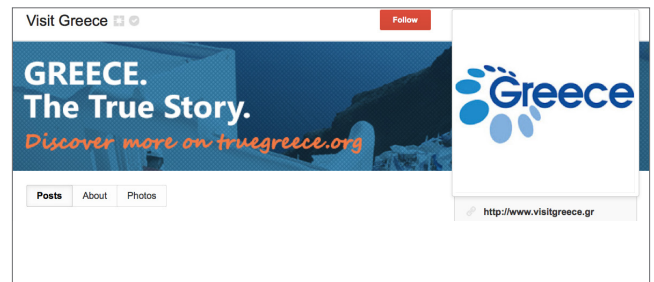 Visit Greece
Follow
GREECE.
The True Story.
Discover more on truegreece.org
Greece
Posts About Photos
http://www.visitgreece.gr